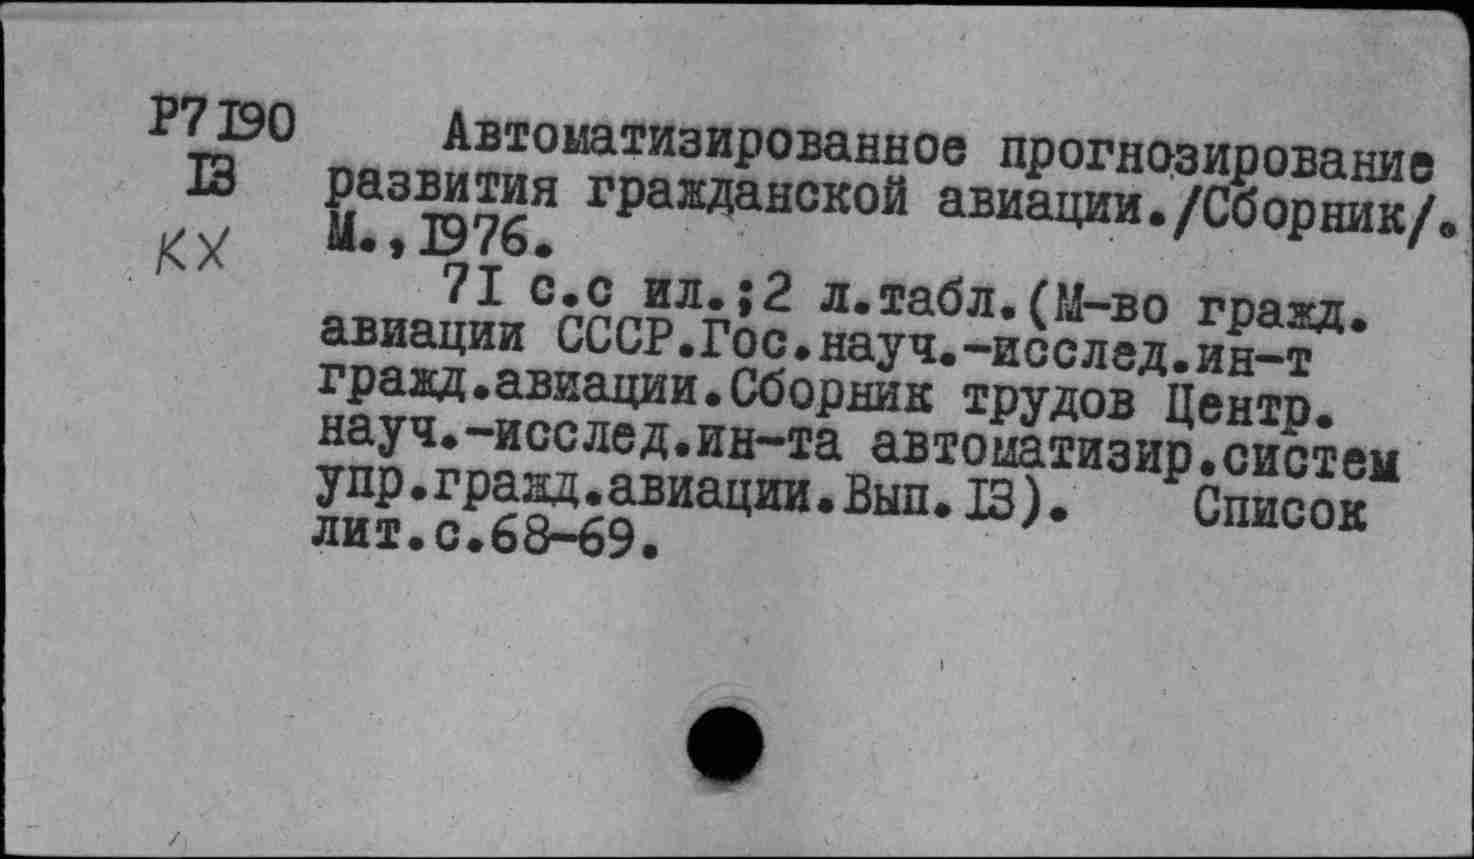 Р7190
13
КХ
Автоматизированное прогнозирование
развития гражданской авиации./Сборник/.
М.,1976.
71 с.с ил.;2 л.табл.(М-во гражд.
авиации СССР.Гос.науч.-исслед.ин-т
гражд.авиации.Сборник трудов Центр.
науч.-исслед.ин-та автоматизир.систем
упр.гражд.авиации.Вып.13). Список
лит.с.68-69.